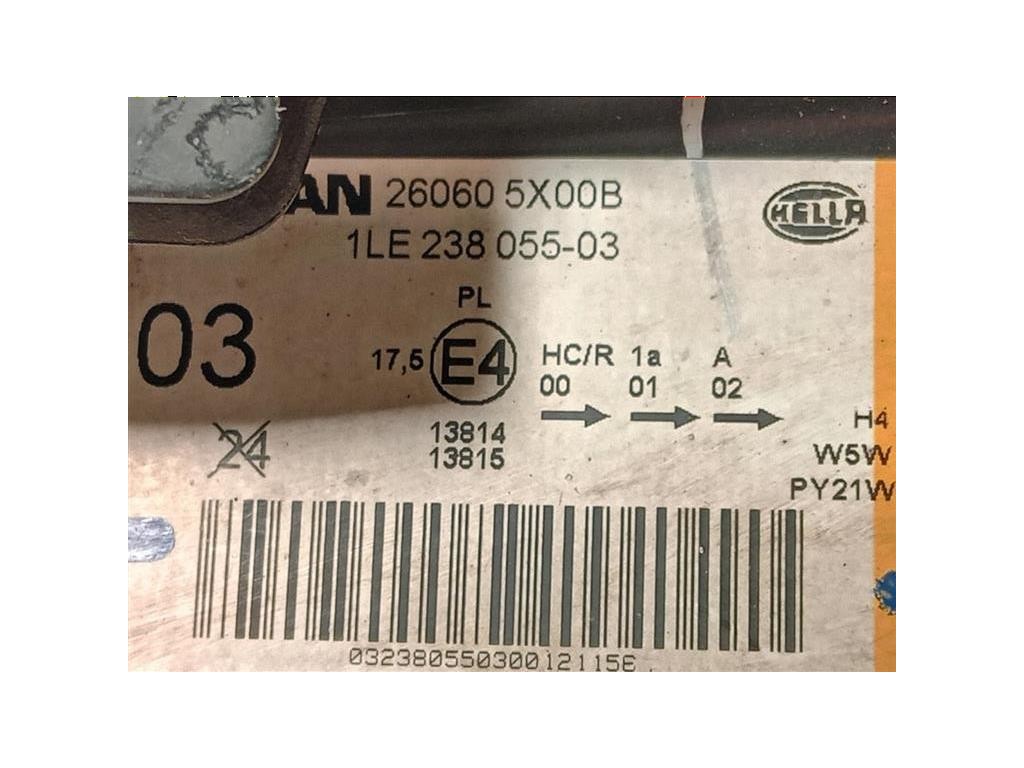 AN 26060 5X00B
HELLA
1LE 238 055-03
03
PL
17,5 E4
HC/R 1a A
00 01 02
24
13814
13815
H4
W5W
PY21W